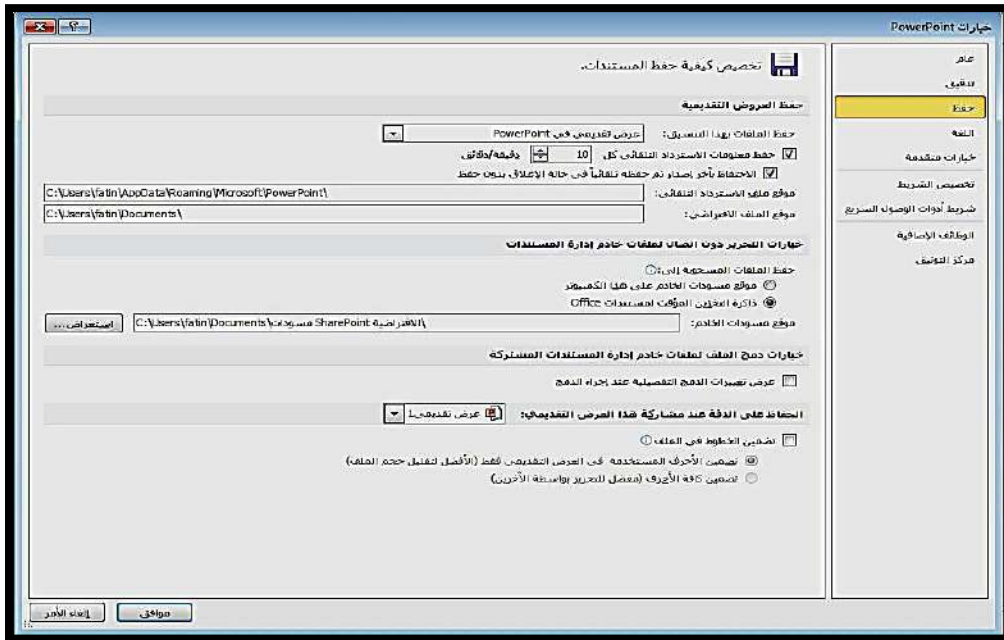 خيارات PowerPoint
عام
تدقيق
حفظ
اللغة
خيارات متقدمة
تخصيص الشريط
شريط أدوات الوصول السريع
الوظائف الإضافية
مركز التوثيق
تخصيص كيفية حفظ المستندات.
حفظ العروض التقديمية
حفظ الملفات بهذا التنسيق: عرض تقديمي في PowerPoint
حفظ معلومات الاسترداد التلقائي كل 10 دقيقة/دقائق
الاحتفاظ بآخر إصدار تم حفظه تلقائياً في حالة الإغلاق بدون حفظ
موقع ملف الاسترداد التلقائي: C:\Users\fatin\AppData\Roaming\Microsoft\PowerPoint\
موقع الملف الافتراضي: C:\Users\fatin\Documents\
خيارات التحرير دون اتصال لملفات خادم إدارة المستندات
حفظ الملفات المسحوبة إلى:
موقع مسودات الخادم على هذا الكمبيوتر
ذاكرة التخزين المؤقت لمستندات Office
موقع مسودات الخادم: C:\Users\fatin\Documents\مسودات SharePoint الافتراضية\ استعراض...
خيارات دمج الملف لملفات خادم إدارة المستندات المشتركة
عرض تغييرات الدمج التفصيلية عند إجراء الدمج
الحفاظ على الدقة عند مشاركة هذا العرض التقديمي: عرض تقديمي1
تضمين الخطوط في الملف
تضمين الأحرف المستخدمة في العرض التقديمي فقط (الأفضل لتقليل حجم الملف)
تضمين كافة الأحرف (مفضل للتحرير بواسطة الآخرين)
موافق إلغاء الأمر